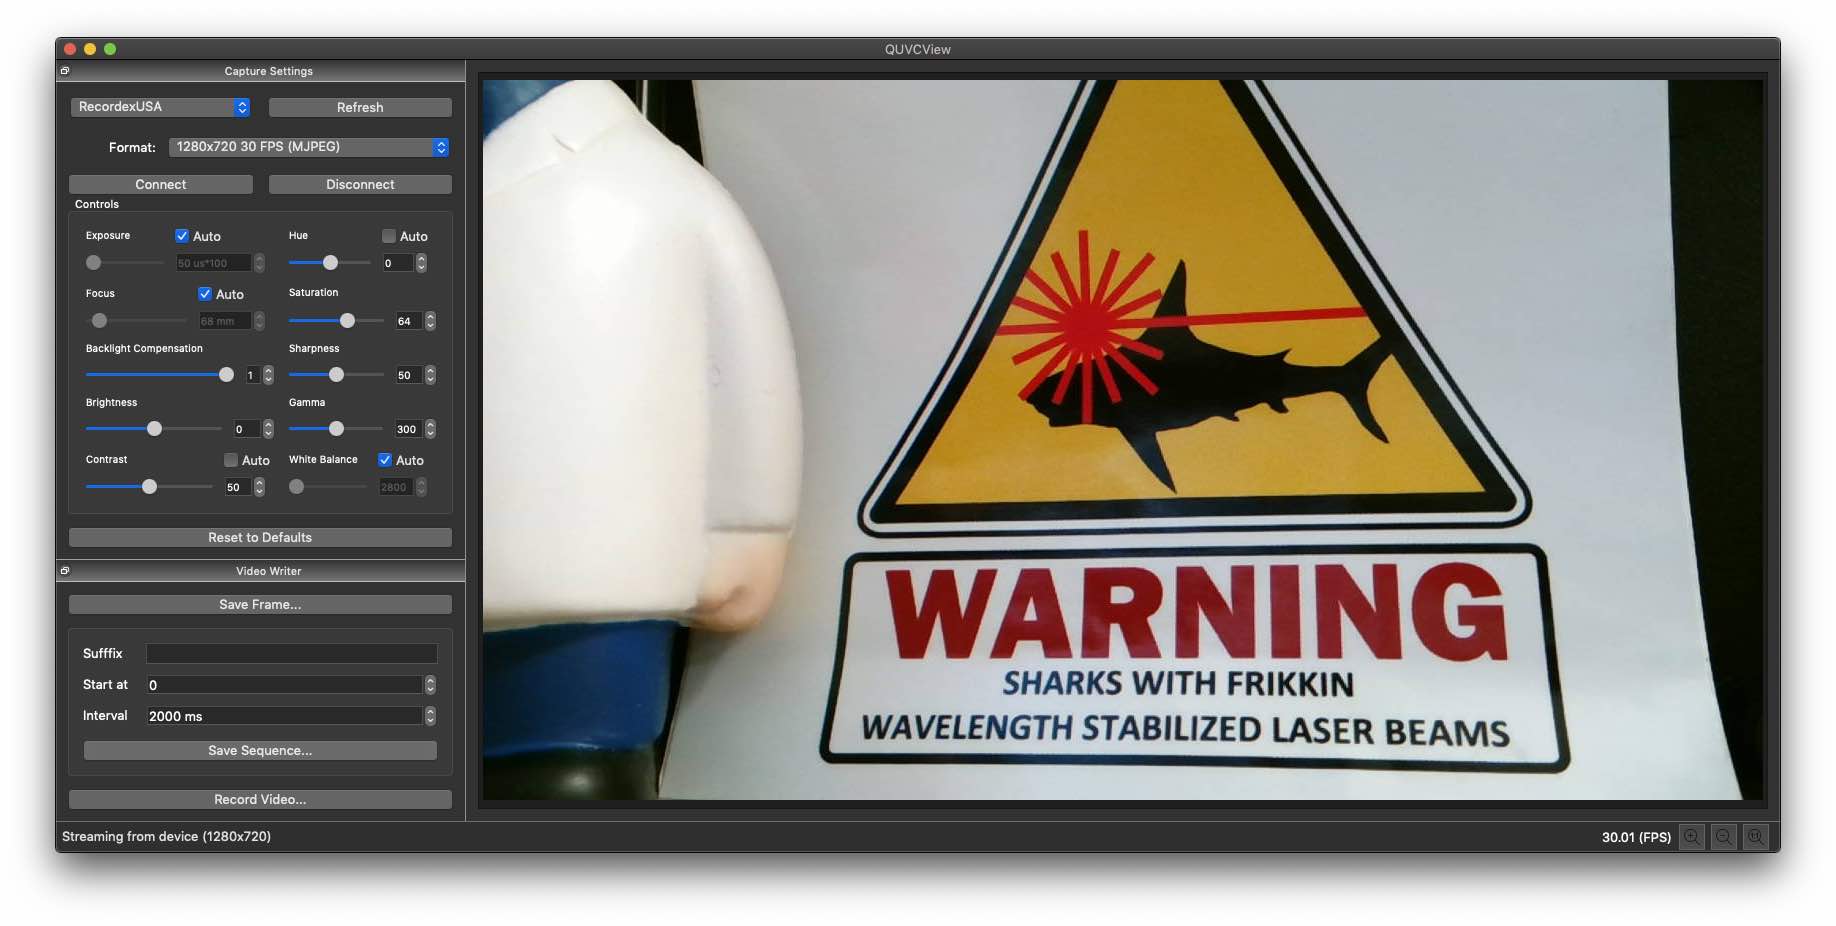 QUVCView
Capture Settings
RecordexUSA
Refresh
Format:
1280x720 30 FPS (MJPEG)
Connect
Disconnect
Controls
Exposure
Auto
Hue
Auto
50 us*100
0
Focus
Auto
Saturation
68 mm
64
Backlight Compensation
Sharpness
1
50
Brightness
Gamma
0
300
Contrast
Auto
White Balance
Auto
50
2800
Reset to Defaults
Video Writer
Save Frame...
Sufffix
Start at
0
Interval
2000 ms
Save Sequence...
Record Video...
WARNING
SHARKS WITH FRIKKIN
WAVELENGTH STABILIZED LASER BEAMS
Streaming from device (1280x720)
30.01 (FPS)